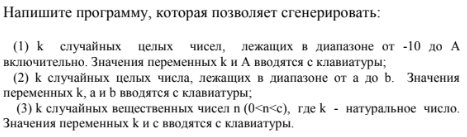 Напишите программу, которая позволяет сгенерировать:
(1) k случайных целых чисел, лежащих в диапазоне от -10 до A
включительно. Значения переменных k и A вводятся с клавиатуры;
(2) k случайных целых числа, лежащих в диапазоне от a до b. Значения
переменных k, a и b вводятся с клавиатуры;
(3) k случайных вещественных чисел n (0<n<c), где k - натуральное число.
Значения переменных k и c вводятся с клавиатуры.